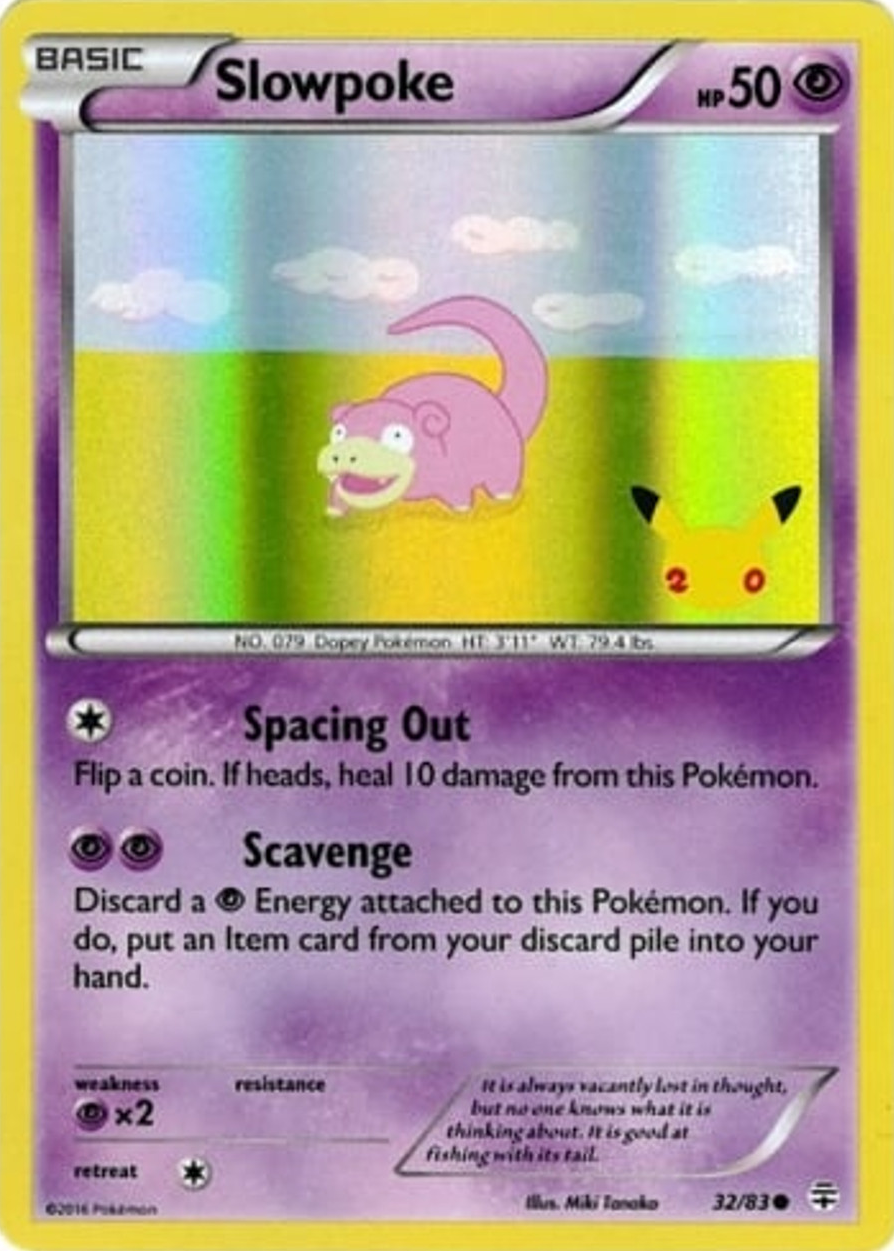 BASIC
Slowpoke
HP 50
2 0
NO. 079 Dopey Pokémon HT: 3'11" WT: 79.4 lbs.
Spacing Out
Flip a coin. If heads, heal 10 damage from this Pokémon.
Scavenge
Discard a Energy attached to this Pokémon. If you
do, put an Item card from your discard pile into your
hand.
weakness resistance
×2
retreat
It is always vacantly lost in thought,
but no one knows what it is
thinking about. It is good at
fishing with its tail.
©2016 Pokémon
Illus. Miki Tanaka
32/83